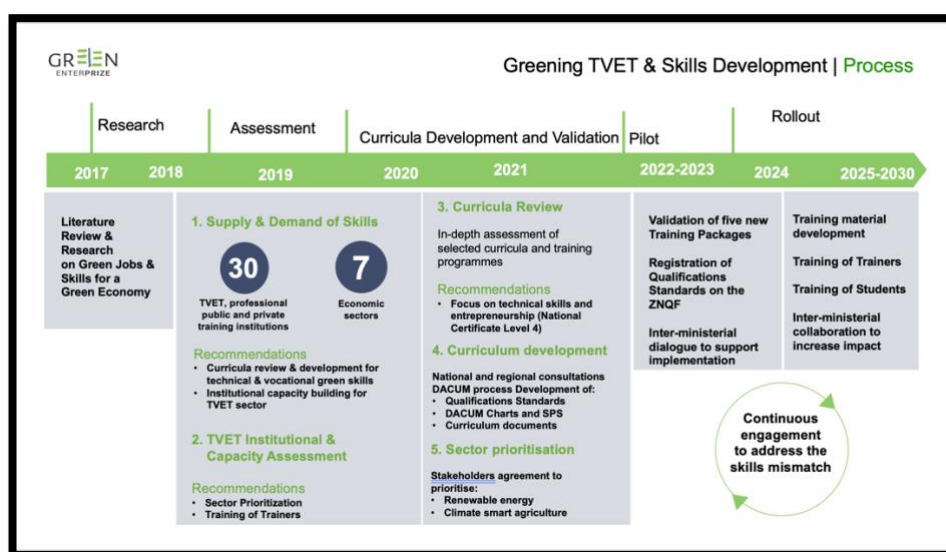 GREEN
ENTERPRIZE
Greening TVET & Skills Development | Process
Research
Assessment
Curricula Development and Validation
Pilot
Rollout
2017
2018
2019
2020
2021
2022-2023
2024
2025-2030
Literature
Review &
Research
on Green Jobs &
Skills for a
Green Economy
1. Supply & Demand of Skills
30
TVET, professional
public and private
training institutions
7
Economic
sectors
Recommendations
• Curricula review & development for
technical & vocational green skills
• Institutional capacity building for
TVET sector
2. TVET Institutional &
Capacity Assessment
Recommendations
• Sector Prioritization
• Training of Trainers
3. Curricula Review
In-depth assessment of
selected curricula and training
programmes
Recommendations
• Focus on technical skills and
entrepreneurship (National
Certificate Level 4)
4. Curriculum development
National and regional consultations
DACUM process Development of:
• Qualifications Standards
• DACUM Charts and SPS
• Curriculum documents
5. Sector prioritisation
Stakeholders agreement to
prioritise:
• Renewable energy
• Climate smart agriculture
Validation of five new
Training Packages
Registration of
Qualifications
Standards on the
ZNQF
Inter-ministerial
dialogue to support
implementation
Training material
development
Training of Trainers
Training of Students
Inter-ministerial
collaboration to
increase impact
Continuous
engagement
to address the
skills mismatch